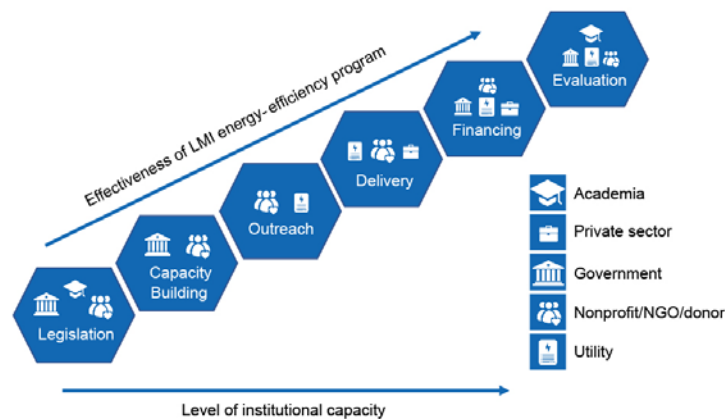 Effectiveness of LMI energy-efficiency program
Evaluation
Financing
Delivery
Outreach
Capacity
Building
Legislation
Academia
Private sector
Government
Nonprofit/NGO/donor
Utility
Level of institutional capacity